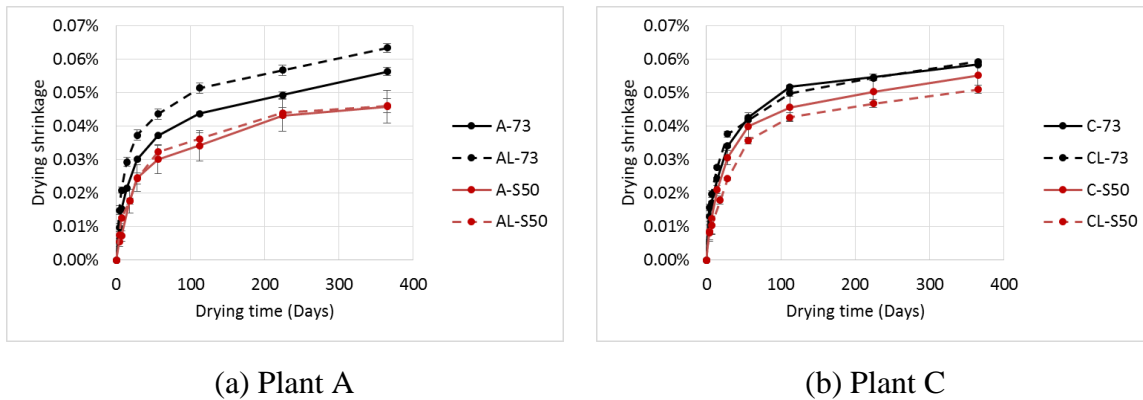 0.07%
0.06%
0.05%
0.04%
0.03%
0.02%
0.01%
0.00%
Drying shrinkage
0 100 200 300 400
Drying time (Days)
A-73
AL-73
A-S50
AL-S50
(a) Plant A
0.07%
0.06%
0.05%
0.04%
0.03%
0.02%
0.01%
0.00%
Drying shrinkage
0 100 200 300 400
Drying time (Days)
C-73
CL-73
C-S50
CL-S50
(b) Plant C